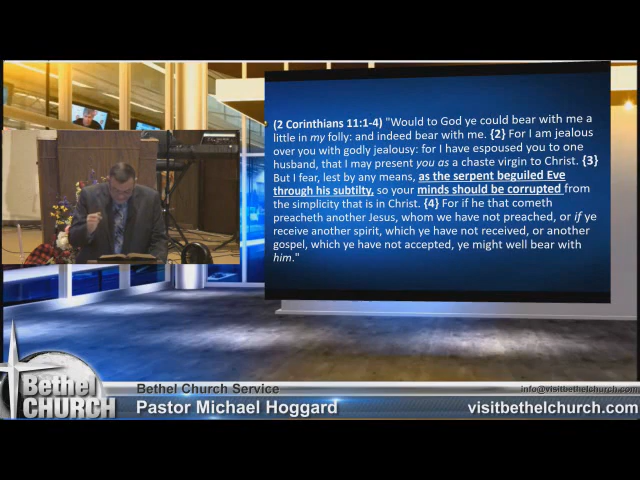 (2 Corinthians 11:1-4) "Would to God ye could bear with me a
little in my folly: and indeed bear with me. {2} For I am jealous
over you with godly jealousy: for I have espoused you to one
husband, that I may present you as a chaste virgin to Christ. {3}
But I fear, lest by any means, as the serpent beguiled Eve
through his subtilty, so your minds should be corrupted from
the simplicity that is in Christ. {4} For if he that cometh
preacheth another Jesus, whom we have not preached, or if ye
receive another spirit, which ye have not received, or another
gospel, which ye have not accepted, ye might well bear with
him."
Bethel
CHURCH
Bethel Church Service
info@visitbethelchurch.com
Pastor Michael Hoggard
visitbethelchurch.com